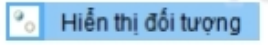 Hiển thị đối tượng